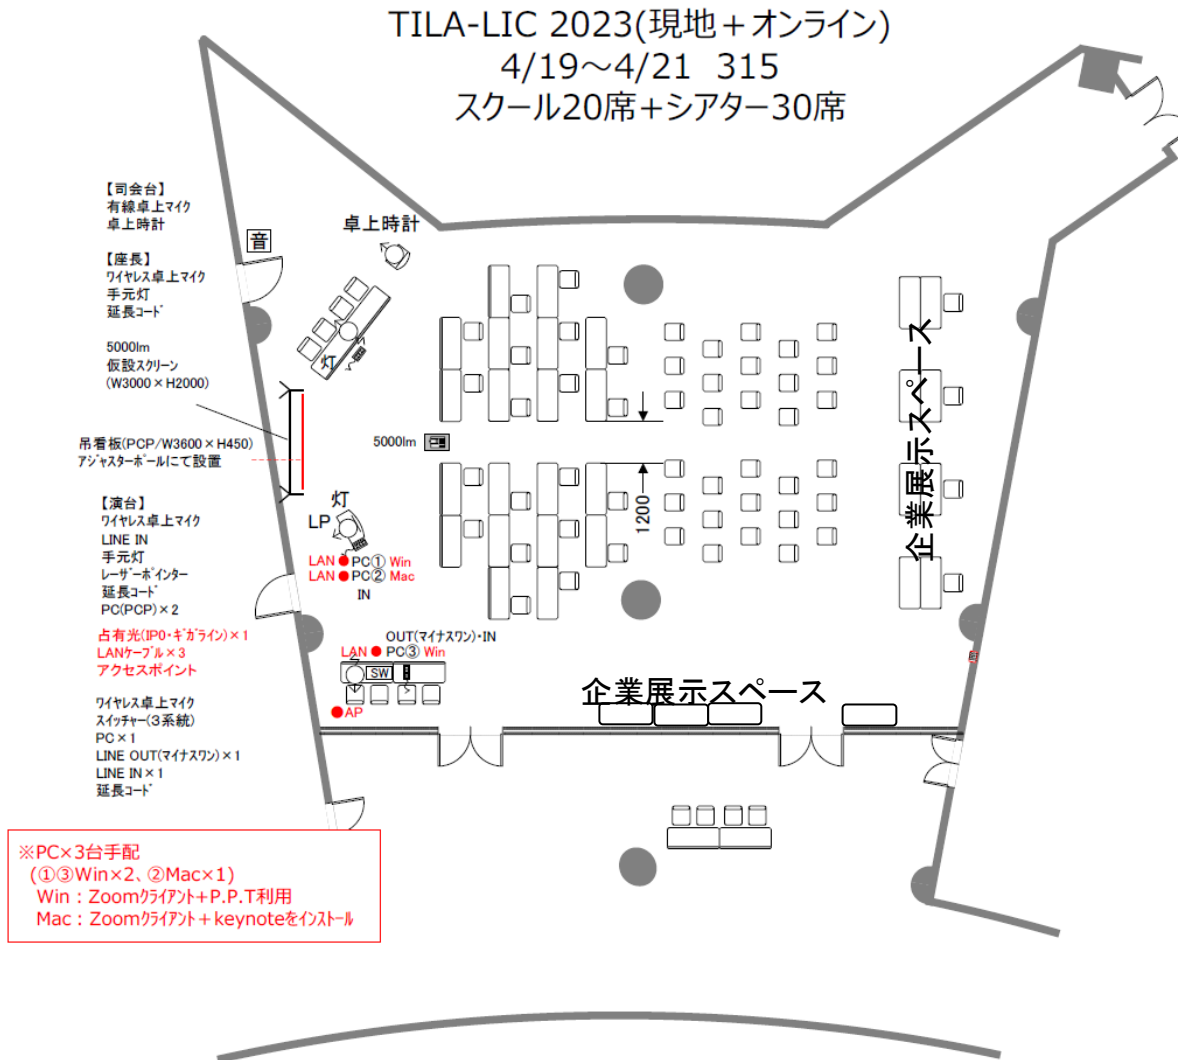 TILA-LIC 2023(現地＋オンライン)
4/19～4/21 315
スクール20席＋シアター30席
【司会台】
有線卓上マイク
卓上時計
【座長】
ワイヤレス卓上マイク
手元灯
延長コード
5000lm
仮設スクリーン
(W3000×H2000)
吊看板(PCP/W3600×H450)
アジャスターポールにて設置
【演台】
ワイヤレス卓上マイク
LINE IN
手元灯
レーザーポインター
延長コード
PC(PCP)×2
占有光(IPO・ギガライン)×1
LANケーブル×3
アクセスポイント
ワイヤレス卓上マイク
スイッチャー(3系統)
PC×1
LINE OUT(マイナスワン)×1
LINE IN×1
延長コード
※PC×3台手配
(①③Win×2、②Mac×1)
Win：Zoomクライアント＋P.P.T利用
Mac：Zoomクライアント＋keynoteをインストール
音
卓上時計
灯
5000lm
灯
LP
LAN PC① Win
LAN PC② Mac
IN
OUT(マイナスワン)・IN
LAN PC③ Win
SW
AP
1200
企業展示スペース
企業展示スペース